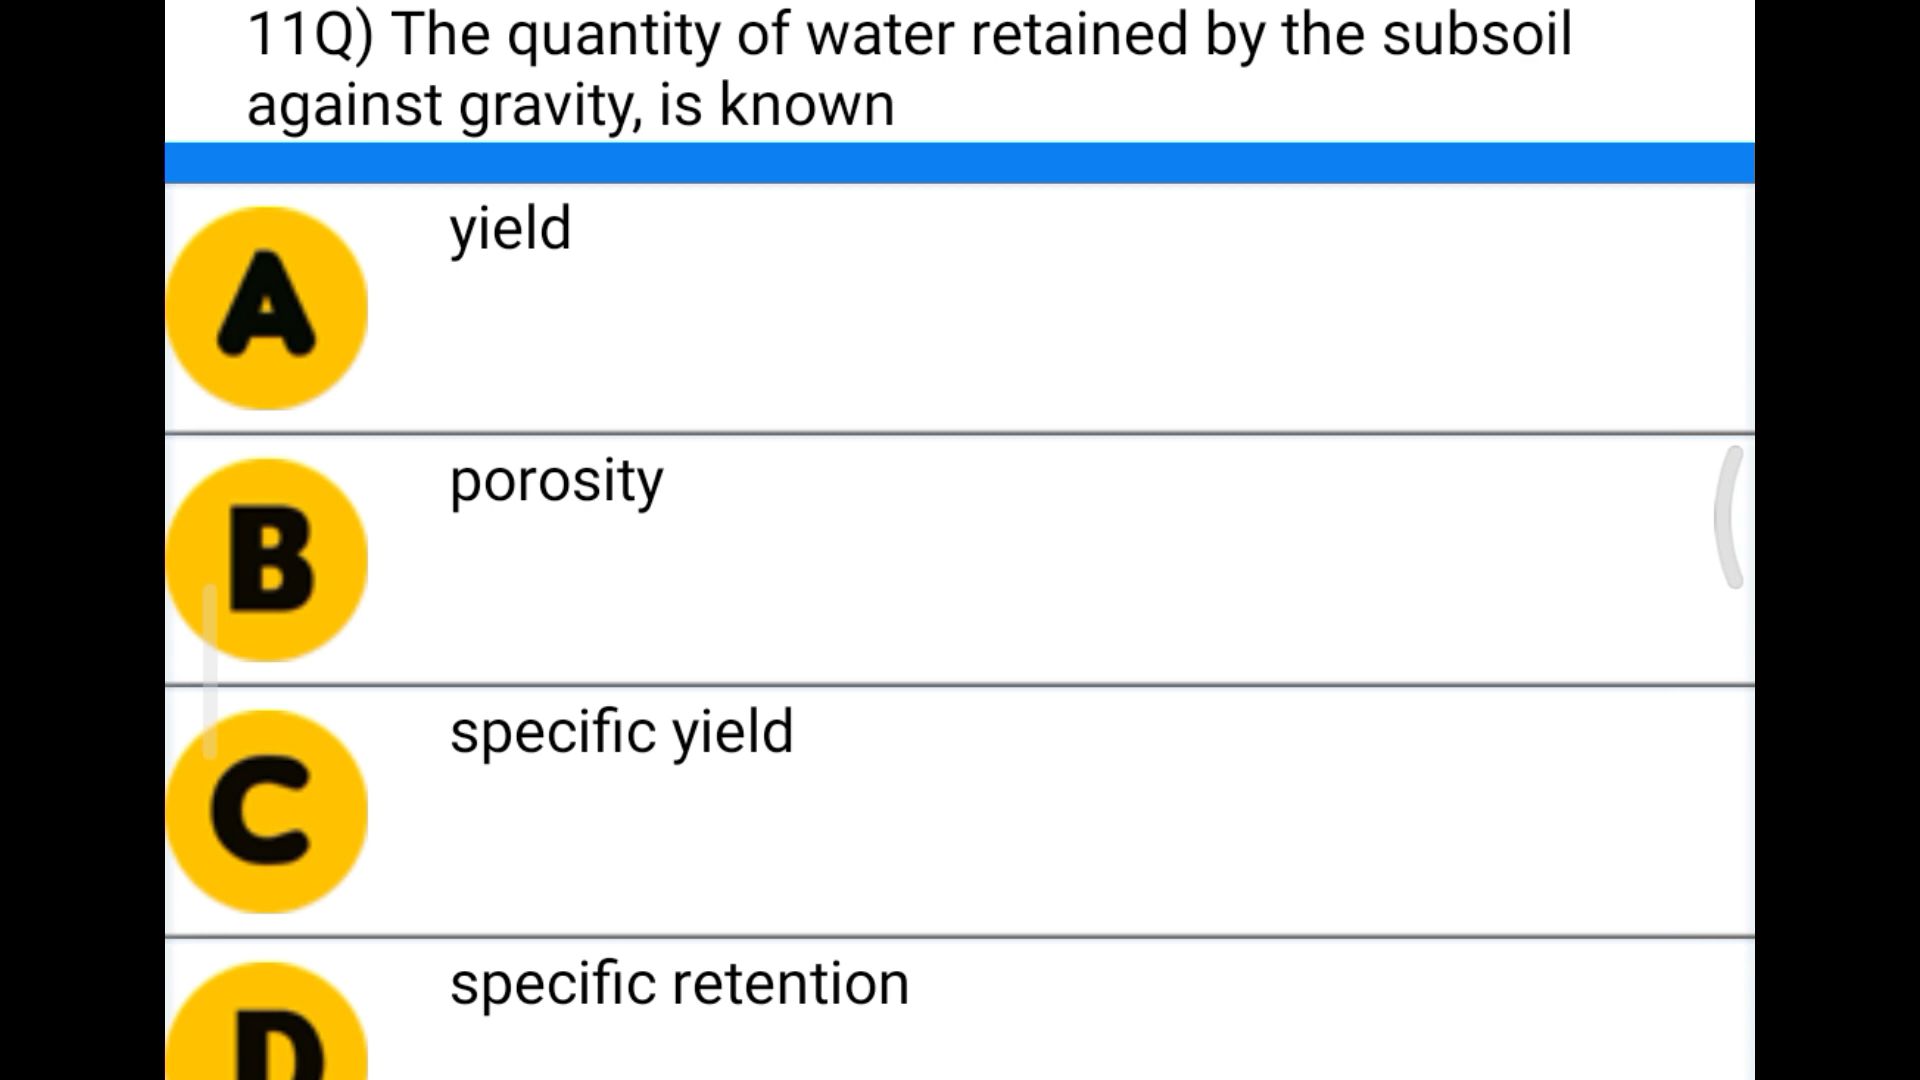 11Q) The quantity of water retained by the subsoil
against gravity, is known
A
yield
B
porosity
C
specific yield
D
specific retention